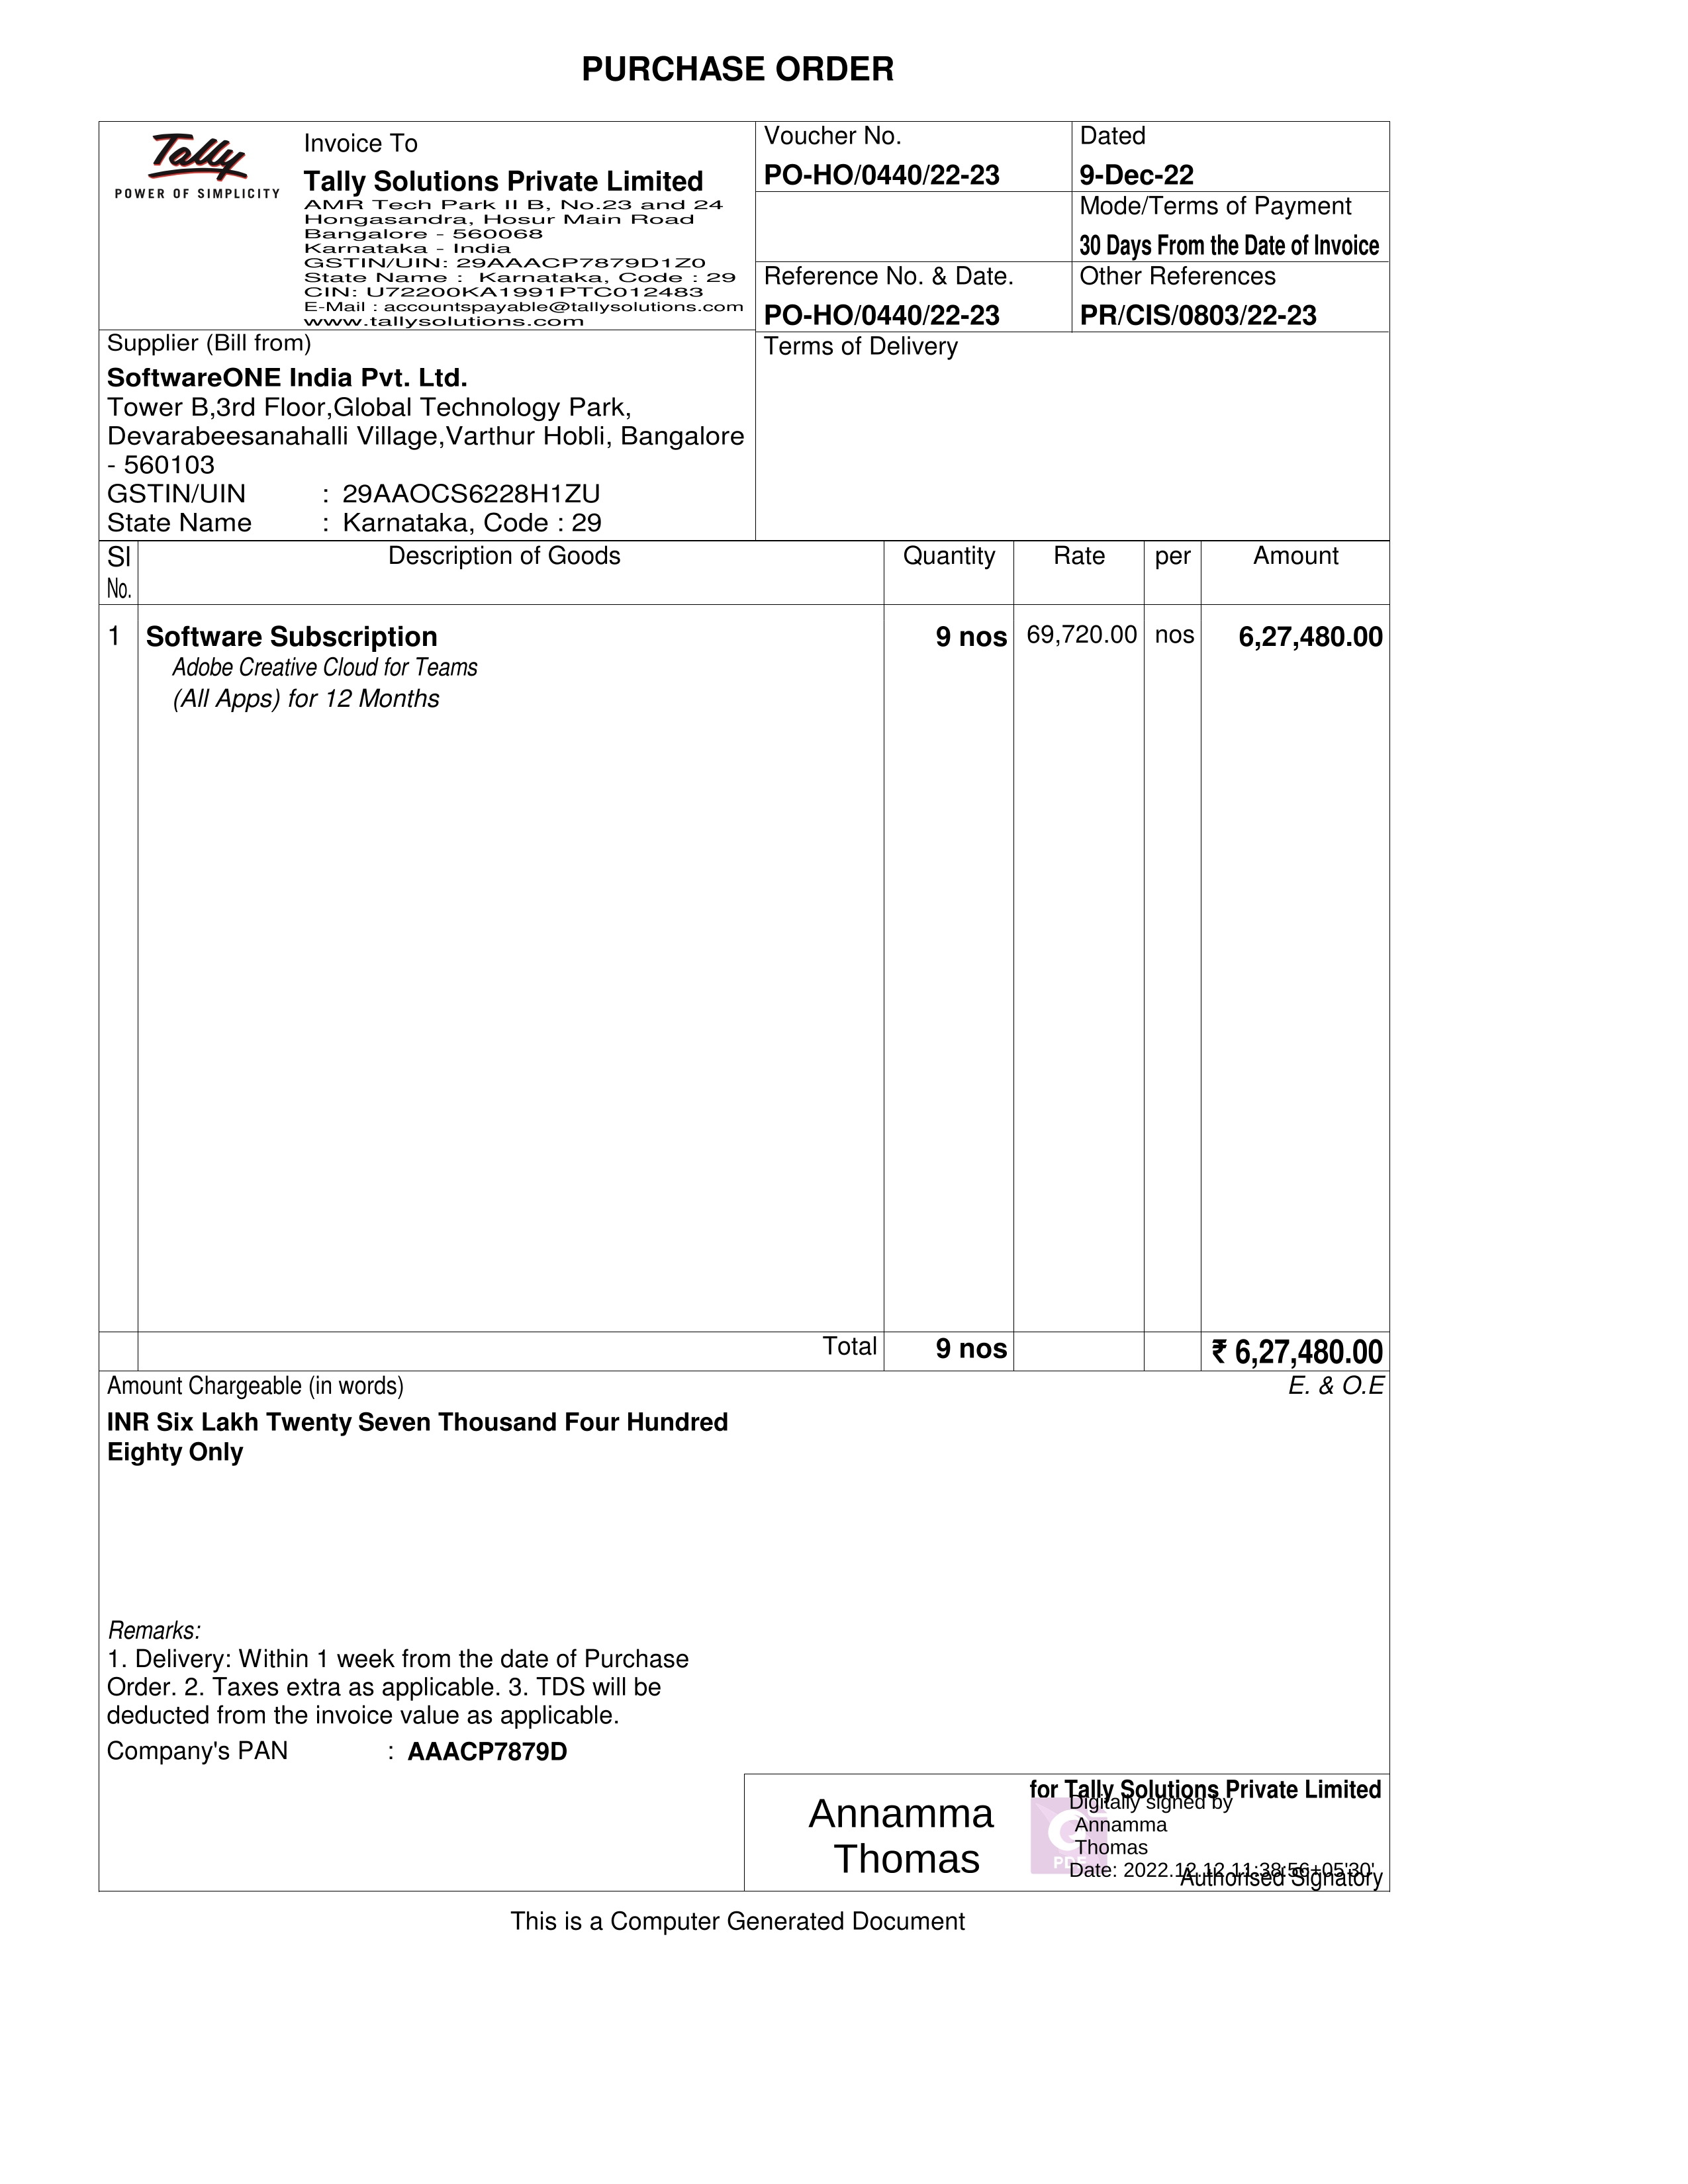 PURCHASE ORDER
Tally
POWER OF SIMPLICITY
Invoice To
Tally Solutions Private Limited
AMR Tech Park II B, No.23 and 24
Hongasandra, Hosur Main Road
Bangalore - 560068
Karnataka - India
GSTIN/UIN: 29AAACP7879D1Z0
State Name : Karnataka, Code : 29
CIN: U72200KA1991PTC012483
E-Mail : accountspayable@tallysolutions.com
www.tallysolutions.com
Voucher No.
PO-HO/0440/22-23
Dated
9-Dec-22
Mode/Terms of Payment
30 Days From the Date of Invoice
Reference No. & Date.
PO-HO/0440/22-23
Other References
PR/CIS/0803/22-23
Supplier (Bill from)
SoftwareONE India Pvt. Ltd.
Tower B,3rd Floor,Global Technology Park,
Devarabeesanahalli Village,Varthur Hobli, Bangalore
- 560103
GSTIN/UIN : 29AAOCS6228H1ZU
State Name : Karnataka, Code : 29
Terms of Delivery
Sl No. Description of Goods Quantity Rate per Amount
1 Software Subscription 9 nos 69,720.00 nos 6,27,480.00
Adobe Creative Cloud for Teams
(All Apps) for 12 Months
Total 9 nos ₹ 6,27,480.00
Amount Chargeable (in words) E. & O.E
INR Six Lakh Twenty Seven Thousand Four Hundred
Eighty Only
Remarks:
1. Delivery: Within 1 week from the date of Purchase
Order. 2. Taxes extra as applicable. 3. TDS will be
deducted from the invoice value as applicable.
Company's PAN : AAACP7879D
for Tally Solutions Private Limited
Annamma
Thomas
Digitally signed by
Annamma
Thomas
Date: 2022.12.12 11:38:56+05'30'
PDF
Authorised Signatory
This is a Computer Generated Document